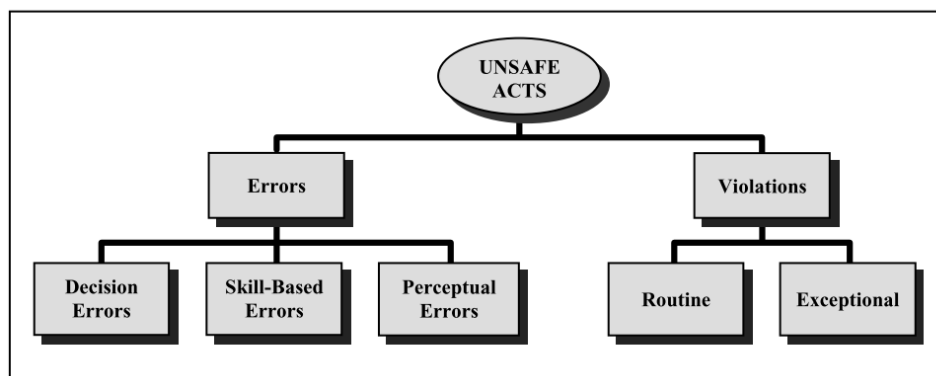 UNSAFE
ACTS
Errors
Violations
Decision
Errors
Skill-Based
Errors
Perceptual
Errors
Routine
Exceptional